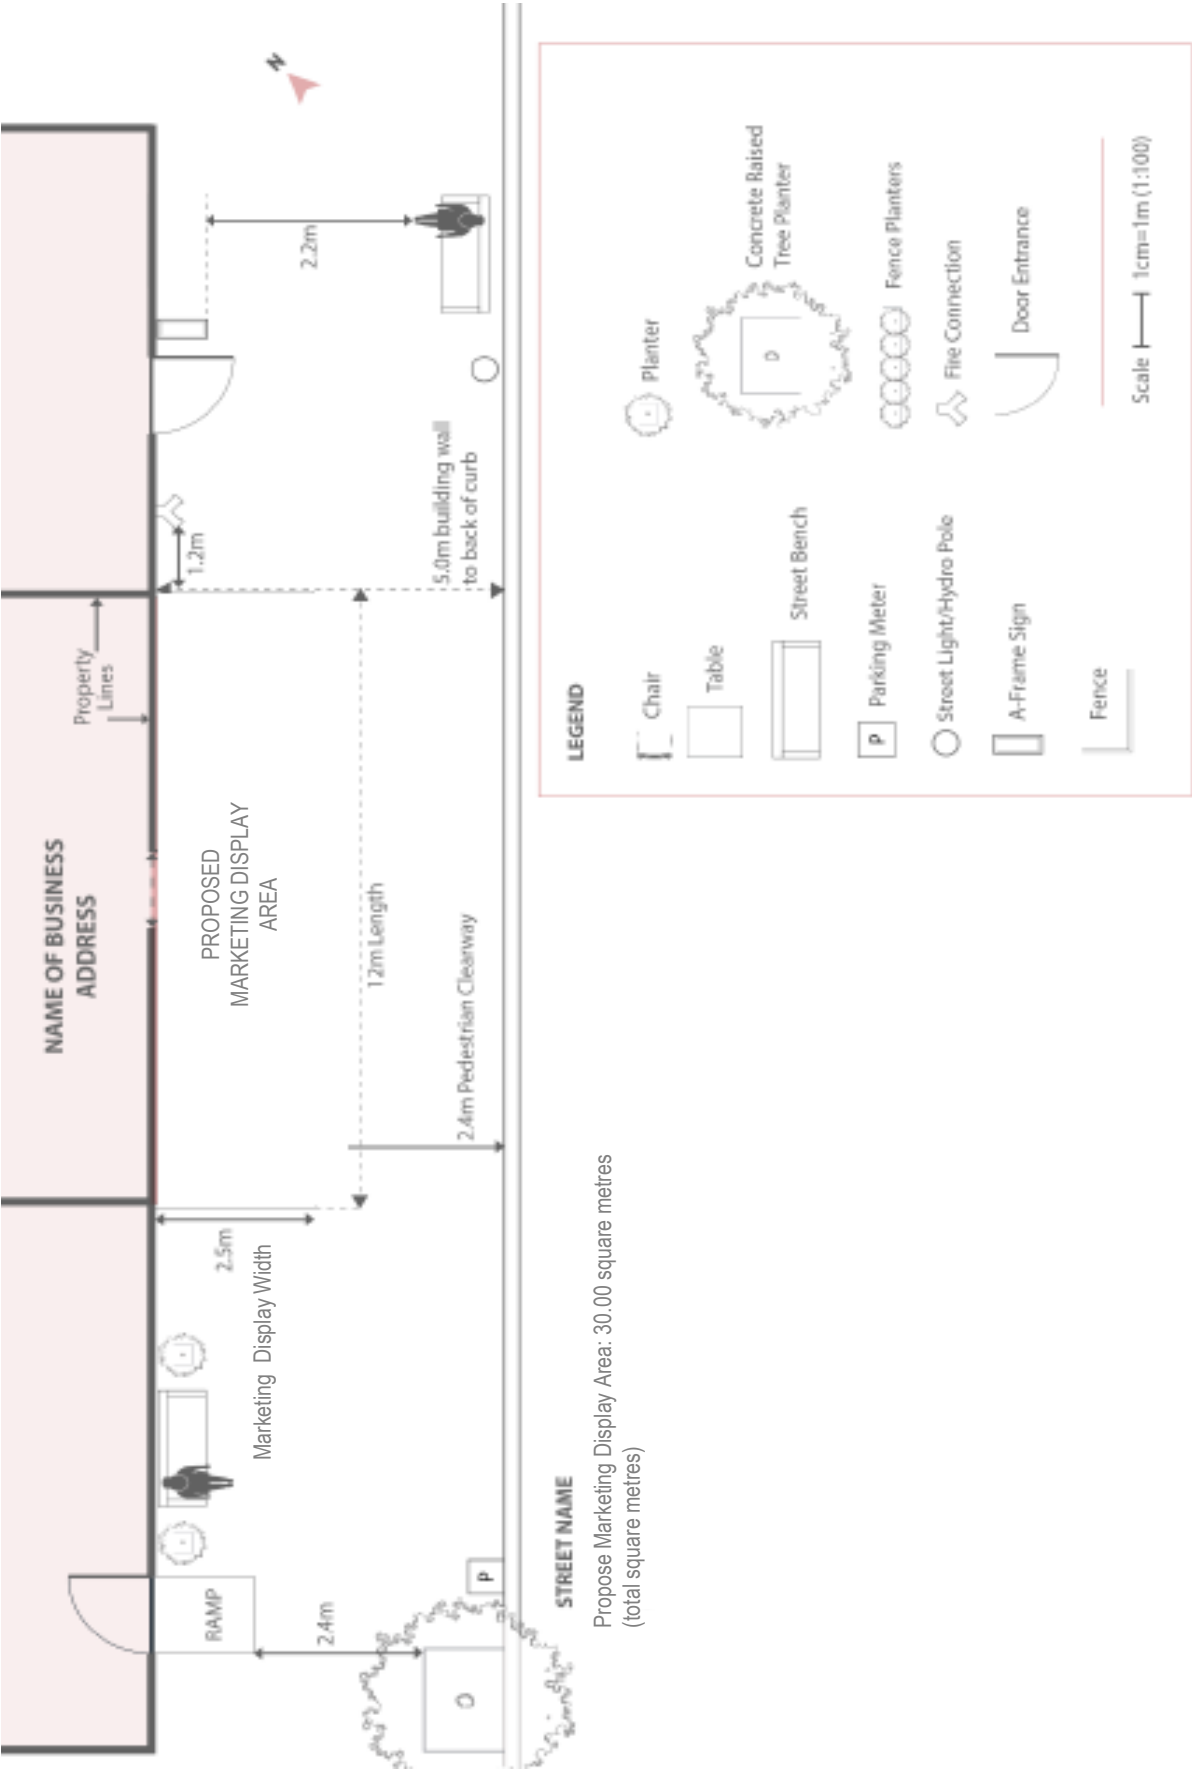 N
NAME OF BUSINESS
ADDRESS
Property
Lines
PROPOSED
MARKETING DISPLAY
AREA
RAMP
2.4m
2.5m
Marketing Display Width
12m Length
2.4m Pedestrian Clearway
1.2m
5.0m building wall
to back of curb
2.2m
P
STREET NAME
Propose Marketing Display Area: 30.00 square metres
(total square metres)
LEGEND
Chair
Table
Street Bench
P
Parking Meter
Street Light/Hydro Pole
A-Frame Sign
Fence
Planter
Concrete Raised
Tree Planter
Fence Planters
Fire Connection
Door Entrance
Scale 1cm=1m (1:100)